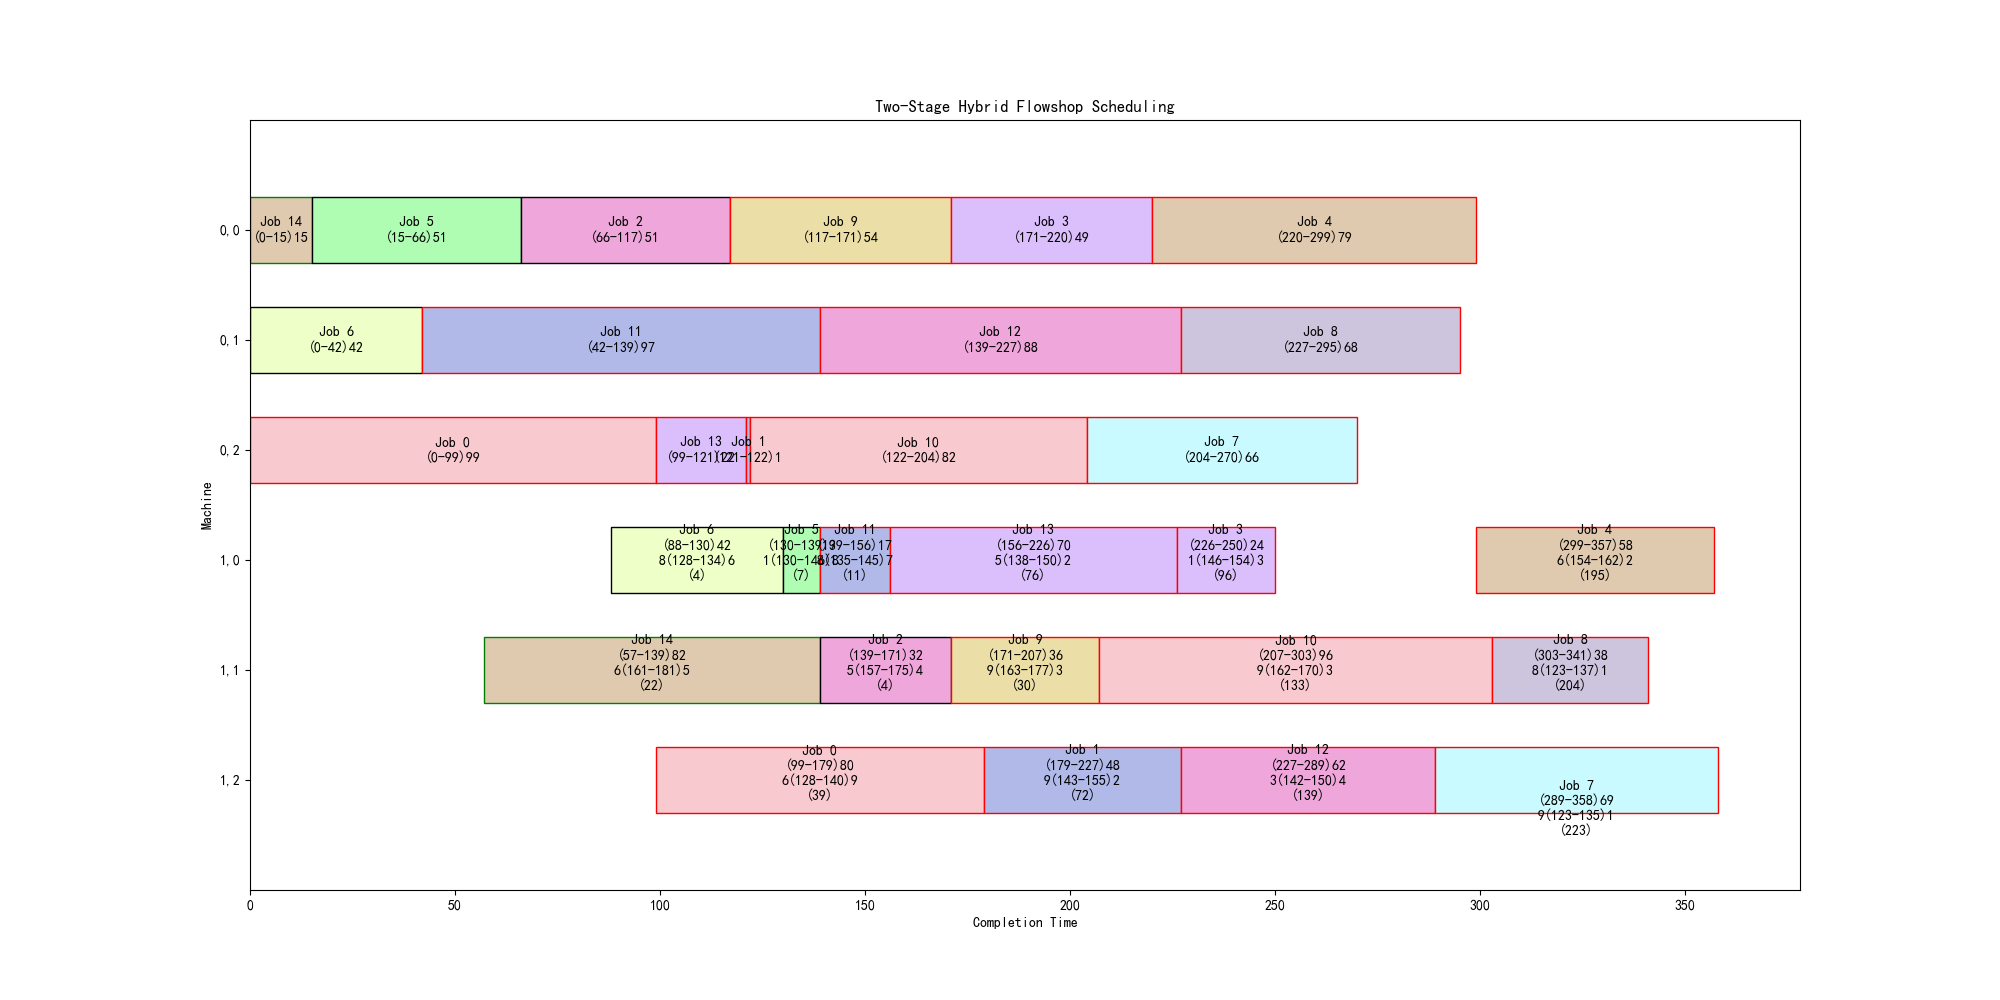 Two-Stage Hybrid Flowshop Scheduling
0,0
Job 14
(0-15)15
Job 5
(15-66)51
Job 2
(66-117)51
Job 9
(117-171)54
Job 3
(171-220)49
Job 4
(220-299)79
0,1
Job 6
(0-42)42
Job 11
(42-139)97
Job 12
(139-227)88
Job 8
(227-295)68
0,2
Job 0
(0-99)99
Job 13
(99-121)22
Job 1
(121-122)1
Job 10
(122-204)82
Job 7
(204-270)66
1,0
Job 6
(88-130)42
8(128-134)6
(4)
Job 5
(130-139)9
(7)
Job 11
(139-156)17
8(135-145)7
(11)
Job 13
(156-226)70
5(138-150)2
(76)
Job 3
(226-250)24
1(146-154)3
(96)
Job 4
(299-357)58
6(154-162)2
(195)
1,1
Job 14
(57-139)82
6(161-181)5
(22)
Job 2
(139-171)32
5(157-175)4
(4)
Job 9
(171-207)36
9(163-177)3
(30)
Job 10
(207-303)96
9(162-170)3
(133)
Job 8
(303-341)38
8(123-137)1
(204)
1,2
Job 0
(99-179)80
6(128-140)9
(39)
Job 1
(179-227)48
9(143-155)2
(72)
Job 12
(227-289)62
3(142-150)4
(139)
Job 7
(289-358)69
9(123-135)1
(223)
Machine
0
50
100
150
200
250
300
350
Completion Time